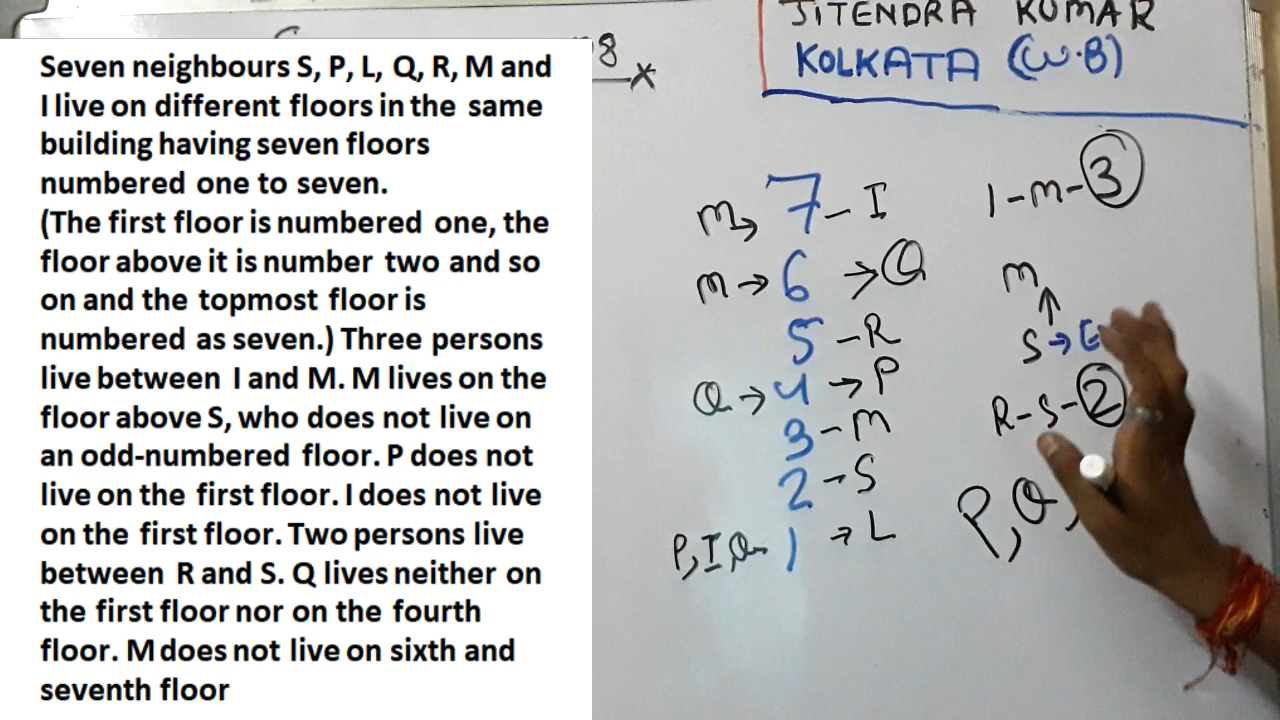 JITENDRA KUMAR
KOLKATA (W.B)
8
Seven neighbours S, P, L, Q, R, M and
I live on different floors in the same
building having seven floors
numbered one to seven.
(The first floor is numbered one, the
floor above it is number two and so
on and the topmost floor is
numbered as seven.) Three persons
live between I and M. M lives on the
floor above S, who does not live on
an odd-numbered floor. P does not
live on the first floor. I does not live
on the first floor. Two persons live
between R and S. Q lives neither on
the first floor nor on the fourth
floor. M does not live on sixth and
seventh floor
M→ 7 - I
M→ 6 → Q
5 - R
Q→ 4 → P
3 - M
2 - S
P, I, Q- 1 → L
I-M-3
M
↑
S→
R-S-2
P, Q,